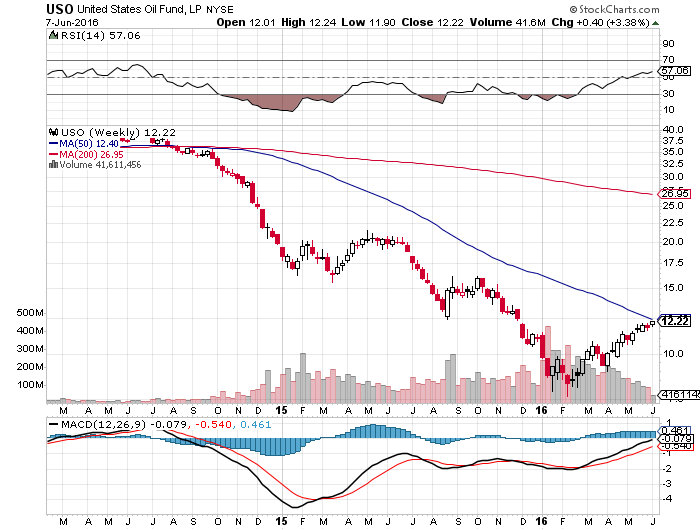 USO United States Oil Fund, LP NYSE © StockCharts.com
7-Jun-2016 Open 12.01 High 12.24 Low 11.90 Close 12.22 Volume 41.6M Chg +0.40 (+3.38%)
RSI(14) 57.06
90
70
57.06
50
30
10
USO (Weekly) 12.22
MA(50) 12.40
MA(200) 26.95
Volume 41,611,456
40.0
37.5
35.0
32.5
30.0
26.95
25.0
22.5
20.0
17.5
15.0
12.22
10.0
500M
400M
300M
200M
100M
4161145
M A M J J A S O N D 15 F M A M J J A S O N D 16 F M A M J
MACD(12,26,9) -0.079, -0.540, 0.461
0.461
-0.079
-0.540
-1
-2
-3
-4
M A M J J A S O N D 15 F M A M J J A S O N D 16 F M A M J